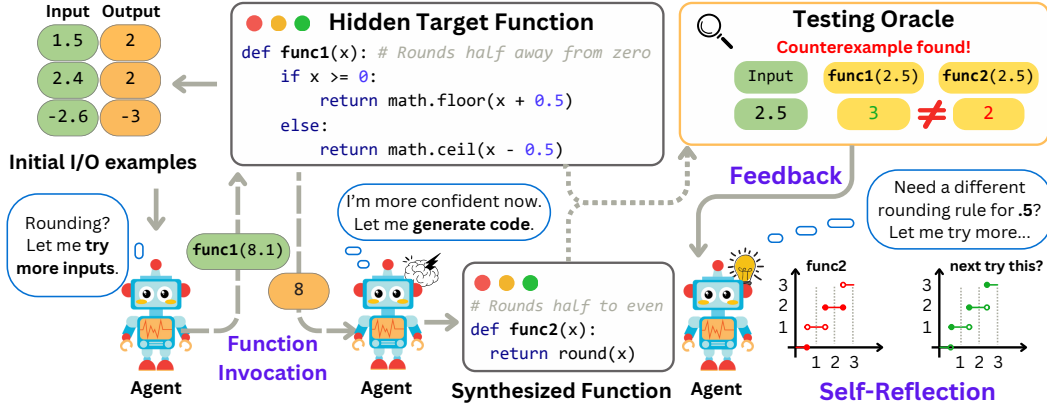 Input Output
1.5 2
2.4 2
-2.6 -3
Initial I/O examples
Hidden Target Function
def func1(x): # Rounds half away from zero
if x >= 0:
return math.floor(x + 0.5)
else:
return math.ceil(x - 0.5)
Testing Oracle
Counterexample found!
Input func1(2.5) func2(2.5)
2.5 3 ≠ 2
Rounding?
Let me try
more inputs.
Agent
func1(8.1)
8
Function
Invocation
I'm more confident now.
Let me generate code.
Agent
# Rounds half to even
def func2(x):
return round(x)
Synthesized Function
Feedback
Agent
Need a different
rounding rule for .5?
Let me try more...
func2
3
2
1
0
1 2 3
next try this?
3
2
1
0
1 2 3
Self-Reflection